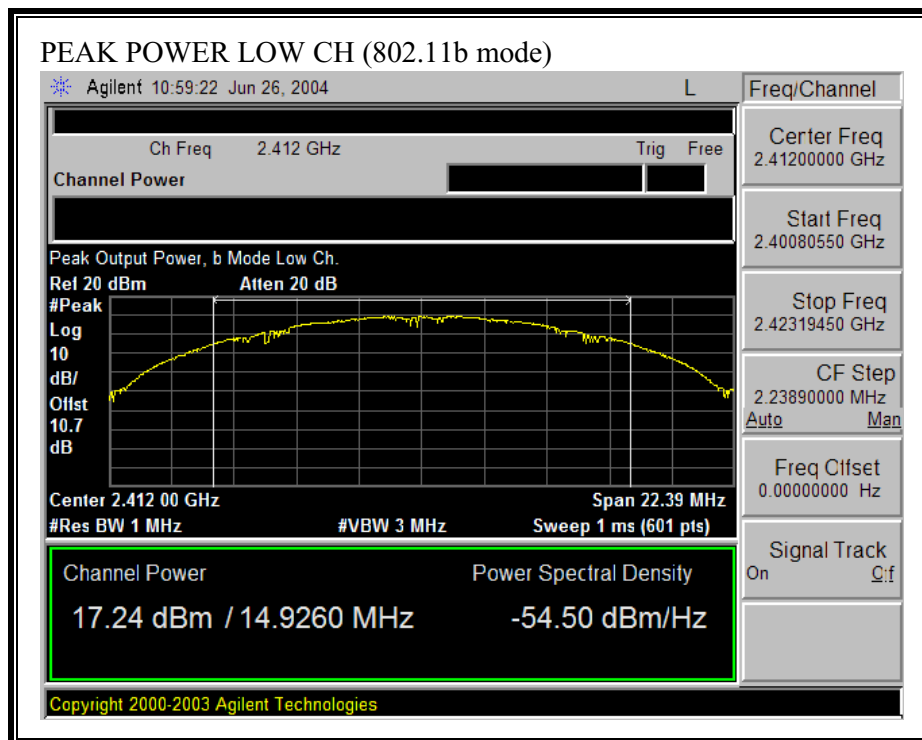 PEAK POWER LOW CH (802.11b mode)
Agilent 10:59:22 Jun 26, 2004 L
Freq/Channel
Ch Freq 2.412 GHz Trig Free
Channel Power
Peak Output Power, b Mode Low Ch.
Ref 20 dBm Atten 20 dB
#Peak
Log
10
dB/
Offst
10.7
dB
Center 2.412 00 GHz Span 22.39 MHz
#Res BW 1 MHz #VBW 3 MHz Sweep 1 ms (601 pts)
Channel Power Power Spectral Density
17.24 dBm / 14.9260 MHz -54.50 dBm/Hz
Copyright 2000-2003 Agilent Technologies
Center Freq
2.41200000 GHz
Start Freq
2.40080550 GHz
Stop Freq
2.42319450 GHz
CF Step
2.23890000 MHz
Auto Man
Freq Offset
0.00000000 Hz
Signal Track
On Off